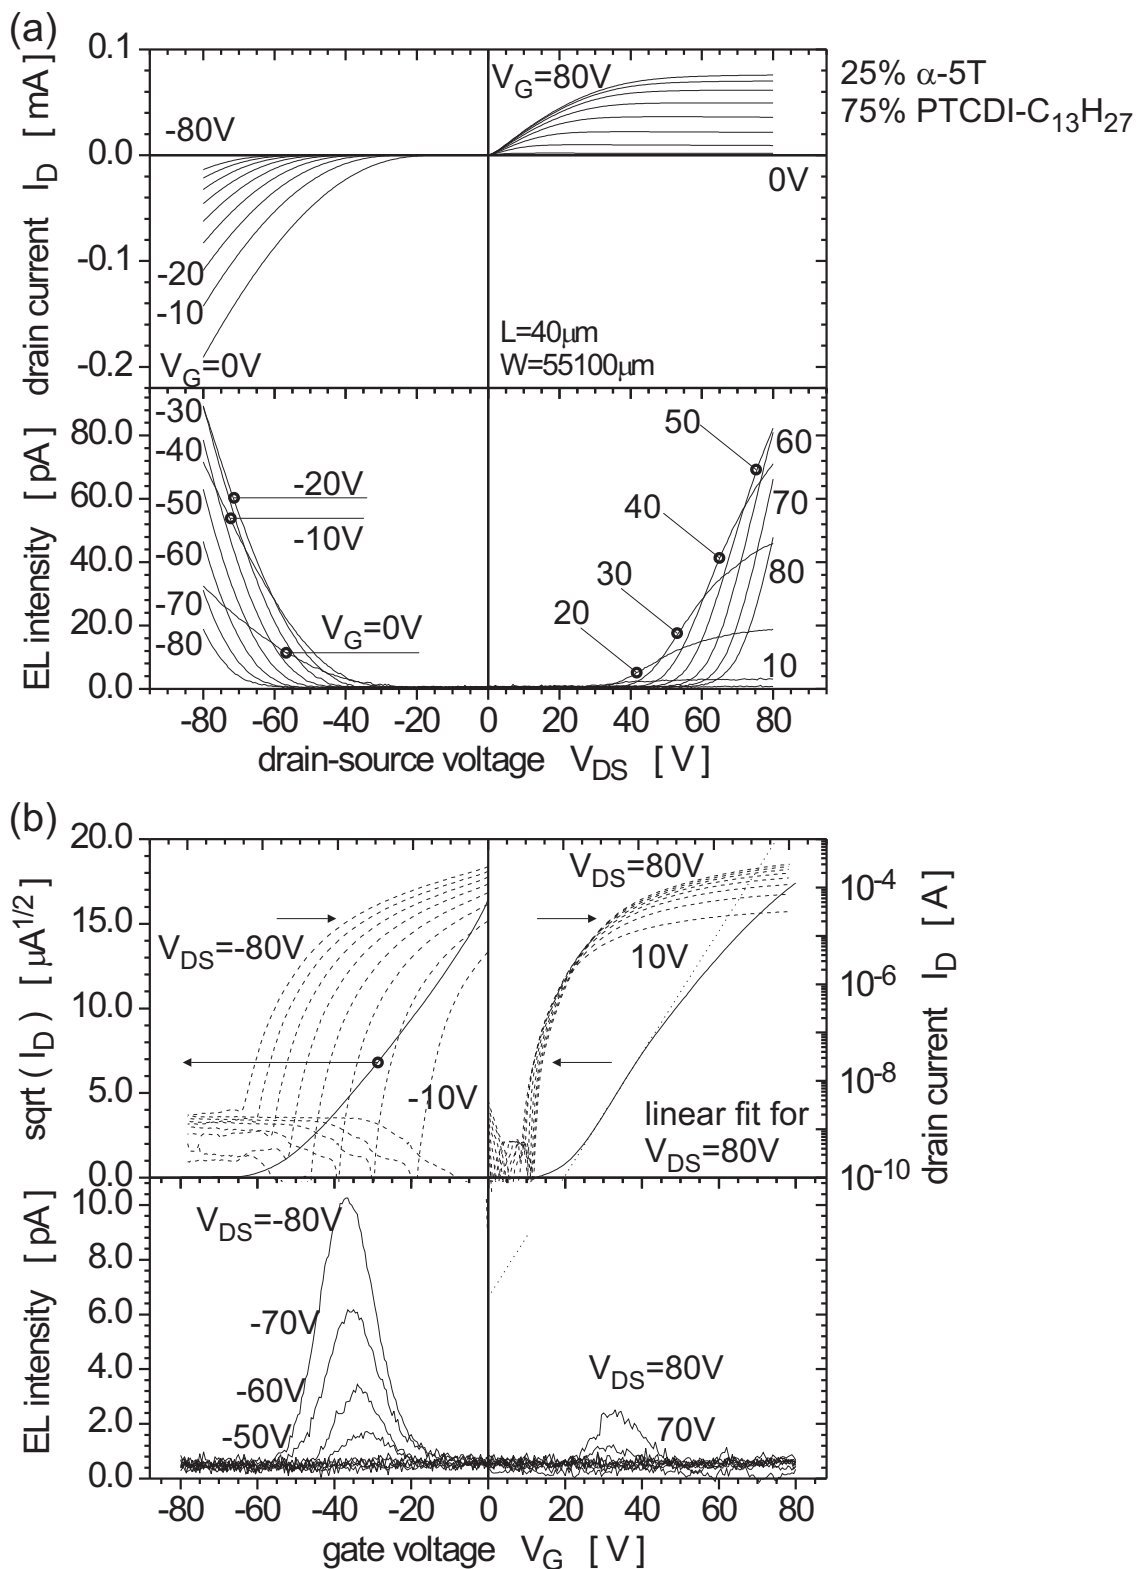 (a)
0.1
0.0
-0.1
-0.2
drain current I_D [ mA ]
V_G=80V
-80V
0V
-20
-10
V_G=0V
L=40μm
W=55100μm
25% α-5T
75% PTCDI-C_13H_27
80.0
60.0
40.0
20.0
0.0
EL intensity [ pA ]
-30
-40
-50
-60
-70
-80
-20V
-10V
V_G=0V
50
40
30
20
60
70
80
10
-80 -60 -40 -20 0 20 40 60 80
drain-source voltage V_DS [ V ]
(b)
20.0
15.0
10.0
5.0
0.0
sqrt ( I_D ) [ μA^1/2 ]
V_DS=-80V
-10V
V_DS=80V
10V
linear fit for
V_DS=80V
10^-4
10^-6
10^-8
10^-10
drain current I_D [ A ]
10.0
8.0
6.0
4.0
2.0
0.0
EL intensity [ pA ]
V_DS=-80V
-70V
-60V
-50V
V_DS=80V
70V
-80 -60 -40 -20 0 20 40 60 80
gate voltage V_G [ V ]